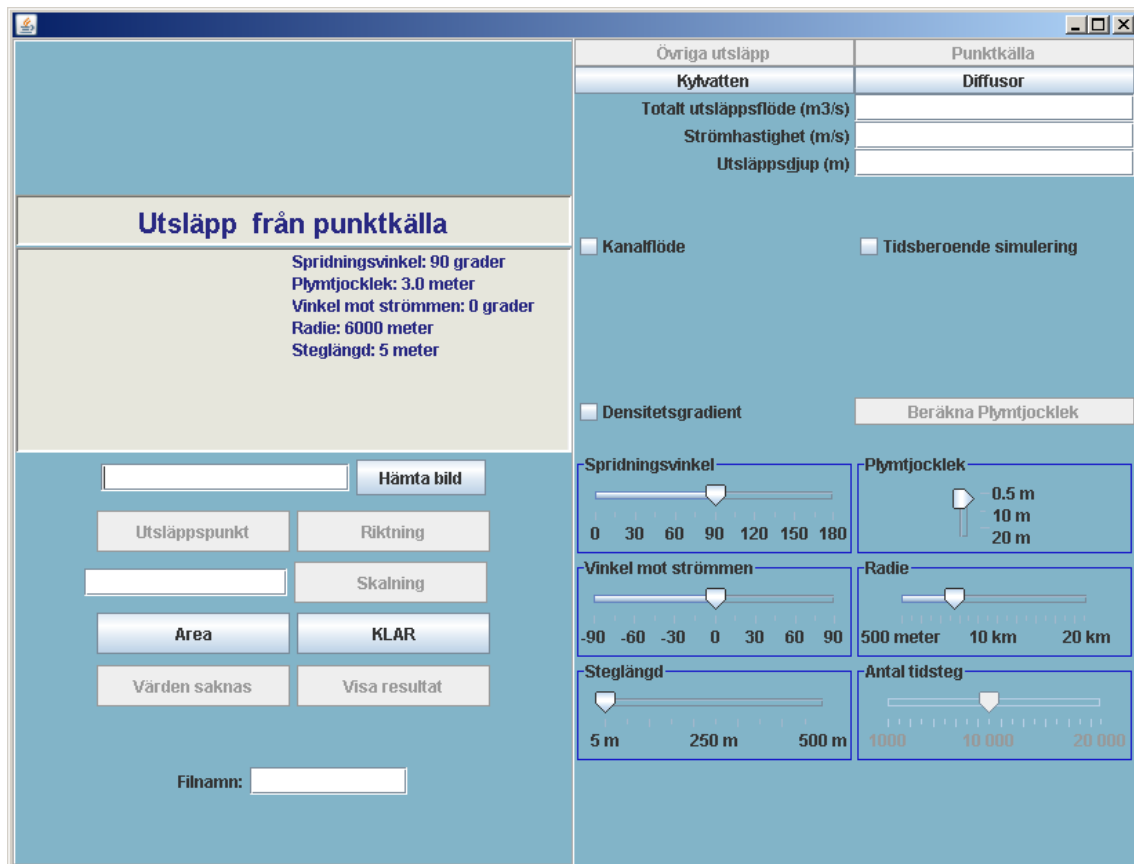 Övriga utsläpp
Punktkälla
Kylvatten
Diffusor
Totalt utsläppsflöde (m3/s)
Strömhastighet (m/s)
Utsläppsdjup (m)
Utsläpp från punktkälla
Spridningsvinkel: 90 grader
Plymtjocklek: 3.0 meter
Vinkel mot strömmen: 0 grader
Radie: 6000 meter
Steglängd: 5 meter
Kanalflöde
Tidsberoende simulering
Densitetsgradient
Beräkna Plymtjocklek
Hämta bild
Utsläppspunkt
Riktning
Skalning
Area
KLAR
Värden saknas
Visa resultat
Filnamn:
Spridningsvinkel
0 30 60 90 120 150 180
Plymtjocklek
0.5 m
10 m
20 m
Vinkel mot strömmen
-90 -60 -30 0 30 60 90
Radie
500 meter 10 km 20 km
Steglängd
5 m 250 m 500 m
Antal tidsteg
1000 10 000 20 000